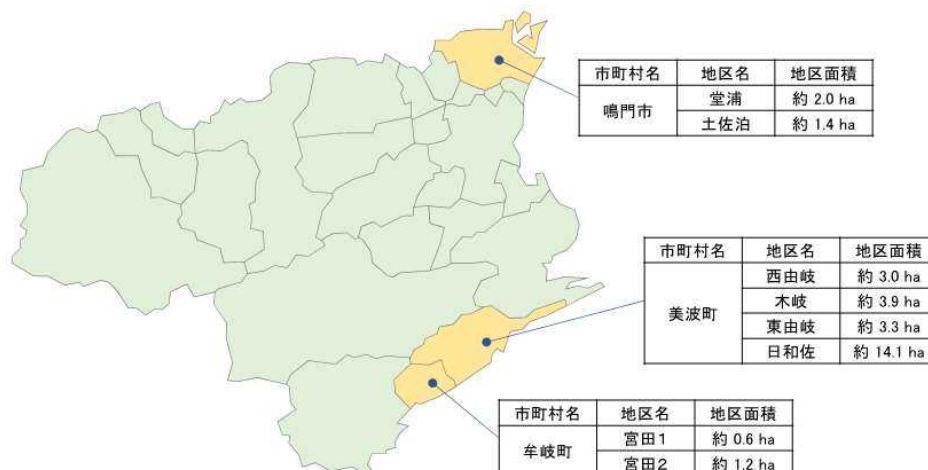 市町村名 地区名 地区面積
鳴門市 堂浦 約 2.0 ha
土佐泊 約 1.4 ha
市町村名 地区名 地区面積
美波町 西由岐 約 3.0 ha
木岐 約 3.9 ha
東由岐 約 3.3 ha
日和佐 約 14.1 ha
市町村名 地区名 地区面積
牟岐町 宮田1 約 0.6 ha
宮田2 約 1.2 ha